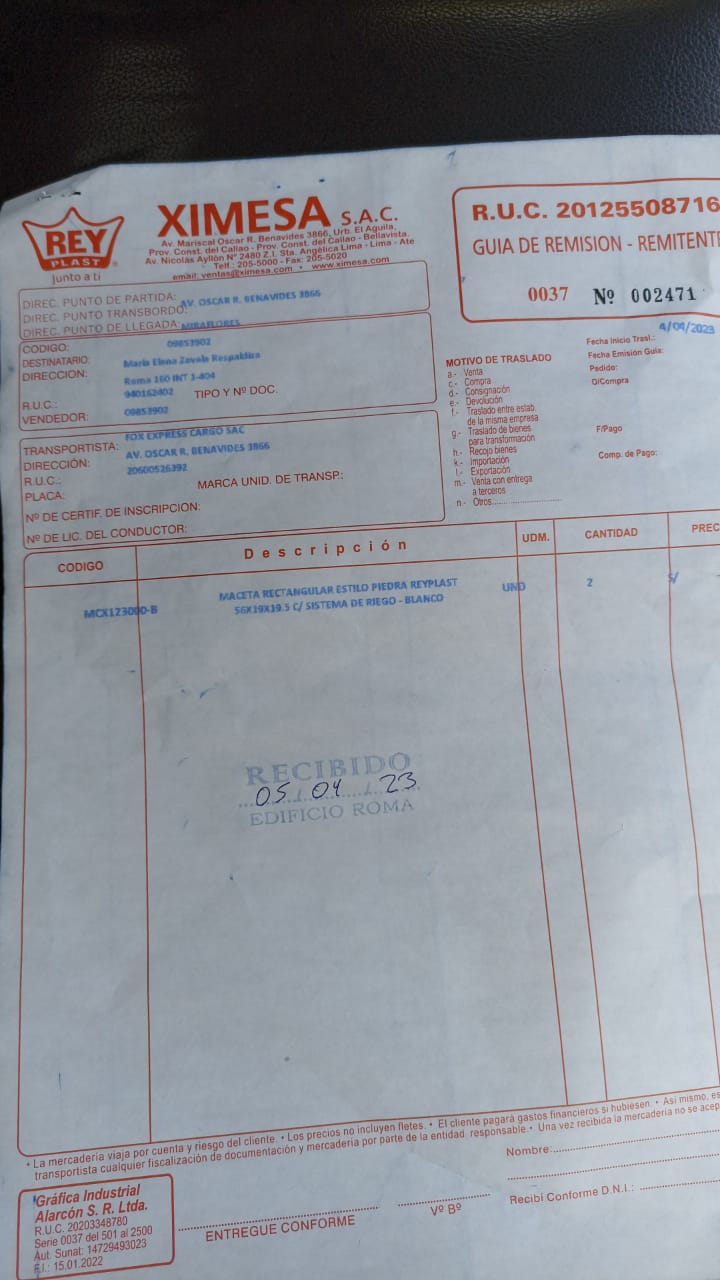 REY
PLAST
®
junto a ti
XIMESA S.A.C.
Av. Mariscal Oscar R. Benavides 3866, Urb. El Aguila,
Prov. Const. del Callao - Prov. Const. del Callao - Bellavista.
Av. Nicolás Ayllón Nº 2480 Z.I. Sta. Angélica Lima - Lima - Ate
Telf.: 205-5000 - Fax: 205-5020
email: ventas@ximesa.com • www.ximesa.com
R.U.C. 20125508716
GUIA DE REMISION - REMITENTE
0037 Nº 002471
DIREC. PUNTO DE PARTIDA: AV. OSCAR R. BENAVIDES 3866
DIREC. PUNTO TRANSBORDO:
DIREC. PUNTO DE LLEGADA: MIRAFLORES
CODIGO: 09853902
DESTINATARIO: Maria Elena Zavala Respaldiza
DIRECCION: Roma 160 INT 1-404
940162402 TIPO Y Nº DOC.
R.U.C.:
VENDEDOR: 09853902
4/04/2023
Fecha Inicio Trasl.:
Fecha Emisión Guia:
Pedido:
O/Compra
F/Pago
Comp. de Pago:
MOTIVO DE TRASLADO
a.- Venta
c.- Compra
d.- Consignación
e.- Devolución
f.- Traslado entre estab.
de la misma empresa
g.- Traslado de bienes
para transformación
h.- Recojo bienes
k.- Importación
l.- Exportación
m.- Venta con entrega
a terceros
n.- Otros
TRANSPORTISTA: FOX EXPRESS CARGO SAC
DIRECCIÓN: AV. OSCAR R. BENAVIDES 3866
R.U.C.: 20600526392
PLACA: MARCA UNID. DE TRANSP.:
Nº DE CERTIF. DE INSCRIPCION:
Nº DE LIC. DEL CONDUCTOR:
CODIGO Descripción UDM. CANTIDAD PREC
MCX123000-B MACETA RECTANGULAR ESTILO PIEDRA REYPLAST UND 2 S/
56X19X19.5 C/ SISTEMA DE RIEGO - BLANCO
RECIBIDO
05 / 04 / 23
EDIFICIO ROMA
• La mercadería viaja por cuenta y riesgo del cliente. • Los precios no incluyen fletes. • El cliente pagará gastos financieros si hubiesen. • Asi mismo, es
transportista cualquier fiscalización de documentación y mercadería por parte de la entidad responsable. • Una vez recibida la mercadería no se acep
Gráfica Industrial
Alarcón S. R. Ltda.
R.U.C. 20203348780
Serie 0037 del 501 al 2500
Aut. Sunat: 14729493023
F.I.: 15.01.2022
ENTREGUE CONFORME
Vº Bº
Nombre:
Recibí Conforme D.N.I.: